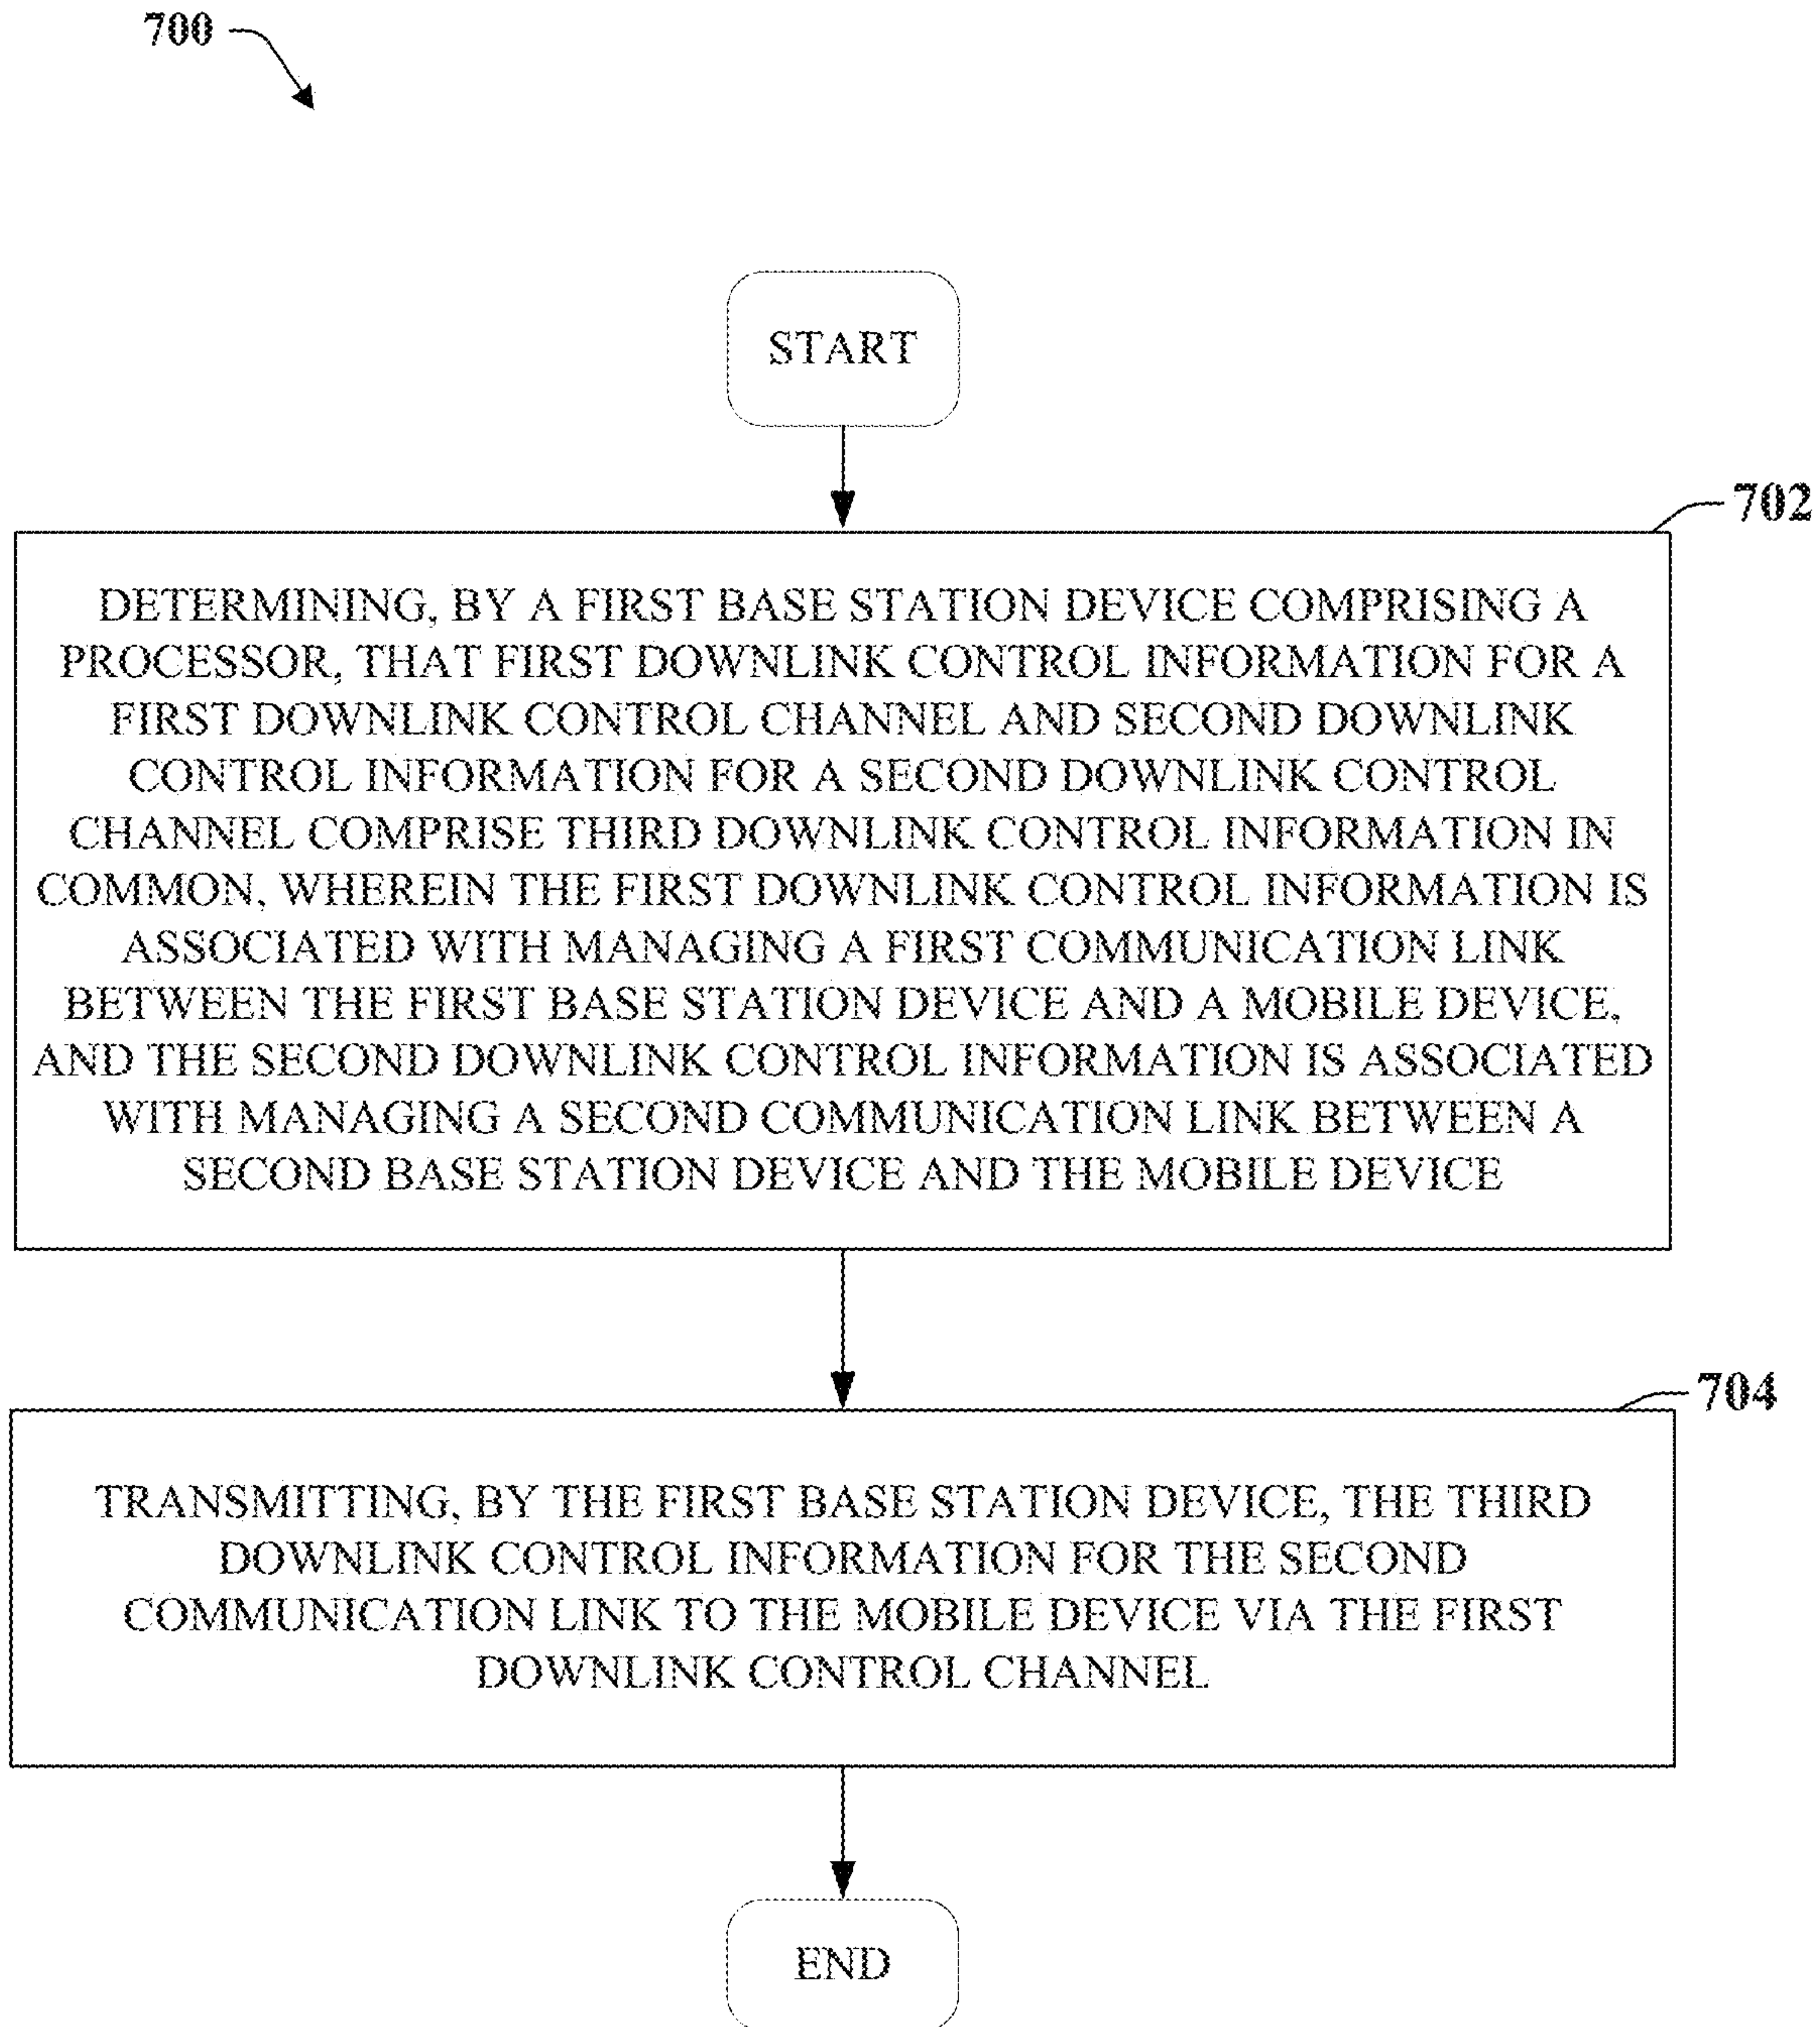 700
START
702
DETERMINING, BY A FIRST BASE STATION DEVICE COMPRISING A
PROCESSOR, THAT FIRST DOWNLINK CONTROL INFORMATION FOR A
FIRST DOWNLINK CONTROL CHANNEL AND SECOND DOWNLINK
CONTROL INFORMATION FOR A SECOND DOWNLINK CONTROL
CHANNEL COMPRISE THIRD DOWNLINK CONTROL INFORMATION IN
COMMON, WHEREIN THE FIRST DOWNLINK CONTROL INFORMATION IS
ASSOCIATED WITH MANAGING A FIRST COMMUNICATION LINK
BETWEEN THE FIRST BASE STATION DEVICE AND A MOBILE DEVICE,
AND THE SECOND DOWNLINK CONTROL INFORMATION IS ASSOCIATED
WITH MANAGING A SECOND COMMUNICATION LINK BETWEEN A
SECOND BASE STATION DEVICE AND THE MOBILE DEVICE
704
TRANSMITTING, BY THE FIRST BASE STATION DEVICE, THE THIRD
DOWNLINK CONTROL INFORMATION FOR THE SECOND
COMMUNICATION LINK TO THE MOBILE DEVICE VIA THE FIRST
DOWNLINK CONTROL CHANNEL
END